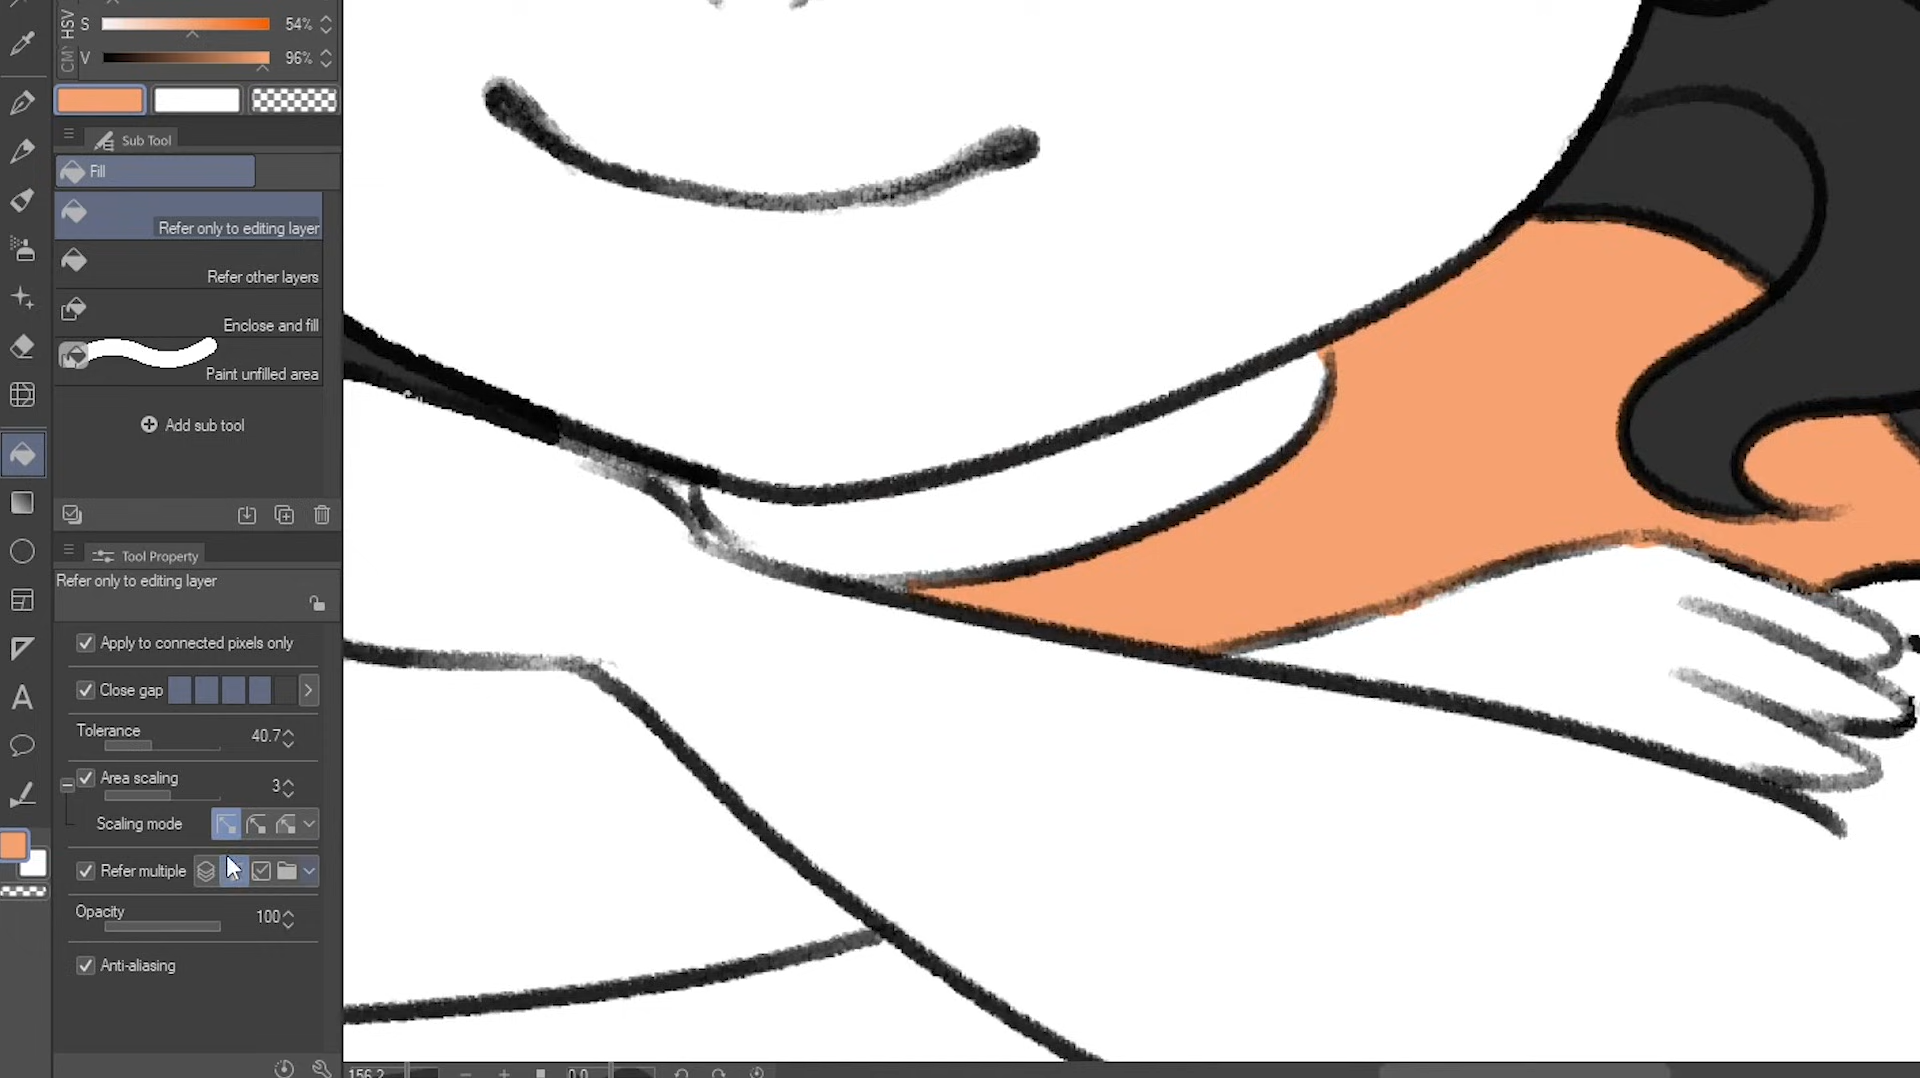 HSV
S
54%
CM
V
96%
Sub Tool
Fill
Refer only to editing layer
Refer other layers
Enclose and fill
Paint unfilled area
Add sub tool
Tool Property
Refer only to editing layer
Apply to connected pixels only
Close gap
Tolerance
40.7
Area scaling
3
Scaling mode
Refer multiple
Opacity
100
Anti-aliasing
156.2
0.0
A